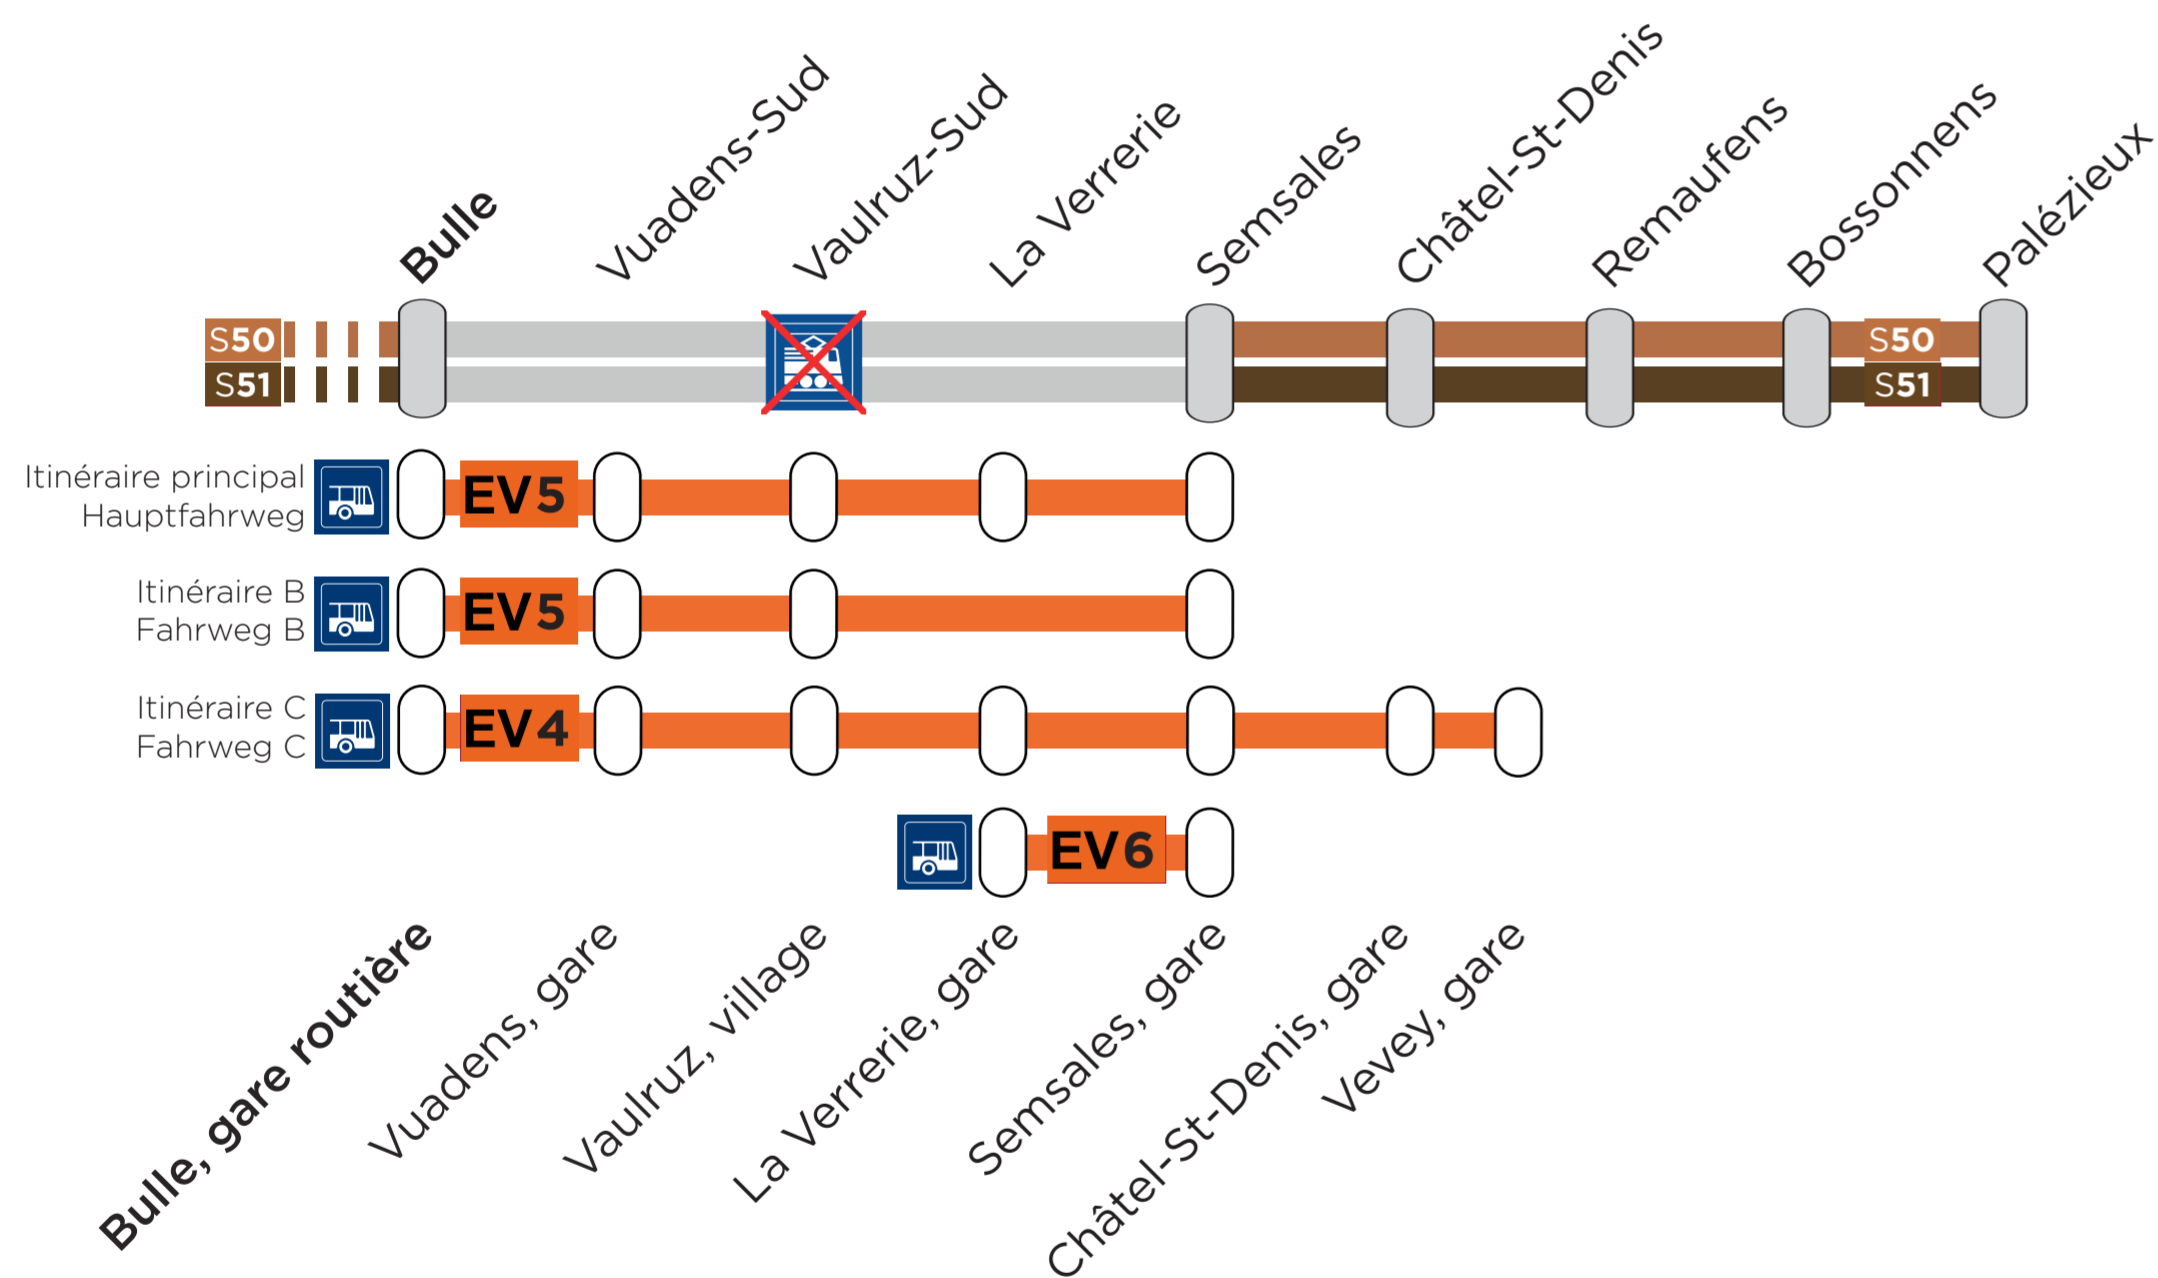 Bulle
Vuadens-Sud
Vaulruz-Sud
La Verrerie
Semsales
Châtel-St-Denis
Remaufens
Bossonnens
Palézieux
S50
S50
S51
S51
Itinéraire principal
Hauptfahrweg
EV5
Itinéraire B
Fahrweg B
EV5
Itinéraire C
Fahrweg C
EV4
EV6
Bulle, gare routière
Vuadens, gare
Vaulruz, village
La Verrerie, gare
Semsales, gare
Châtel-St-Denis, gare
Vevey, gare